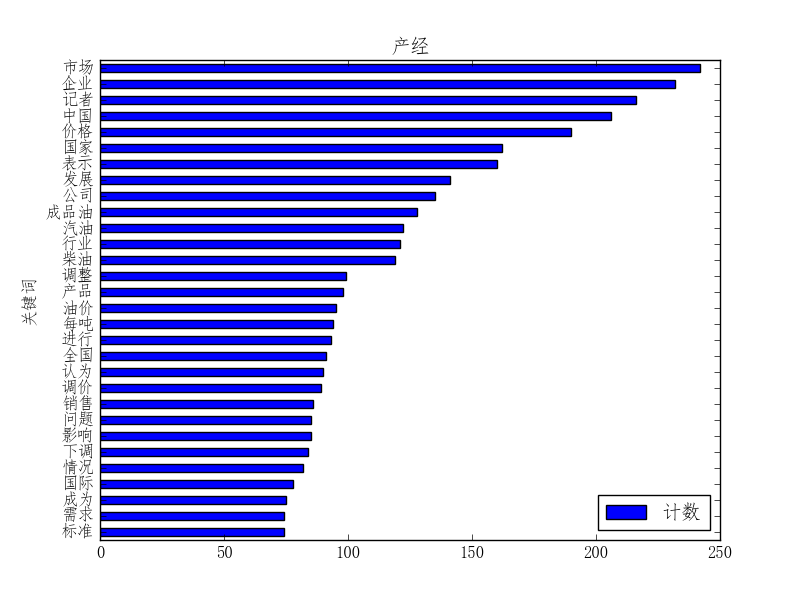 产经
市场
企业
记者
中国
价格
国家
表示
发展
公司
成品油
汽油
行业
柴油
调整
产品
油价
每吨
进行
全国
认为
调价
销售
问题
影响
下调
情况
国际
成为
需求
标准
关键词
计数
0 50 100 150 200 250